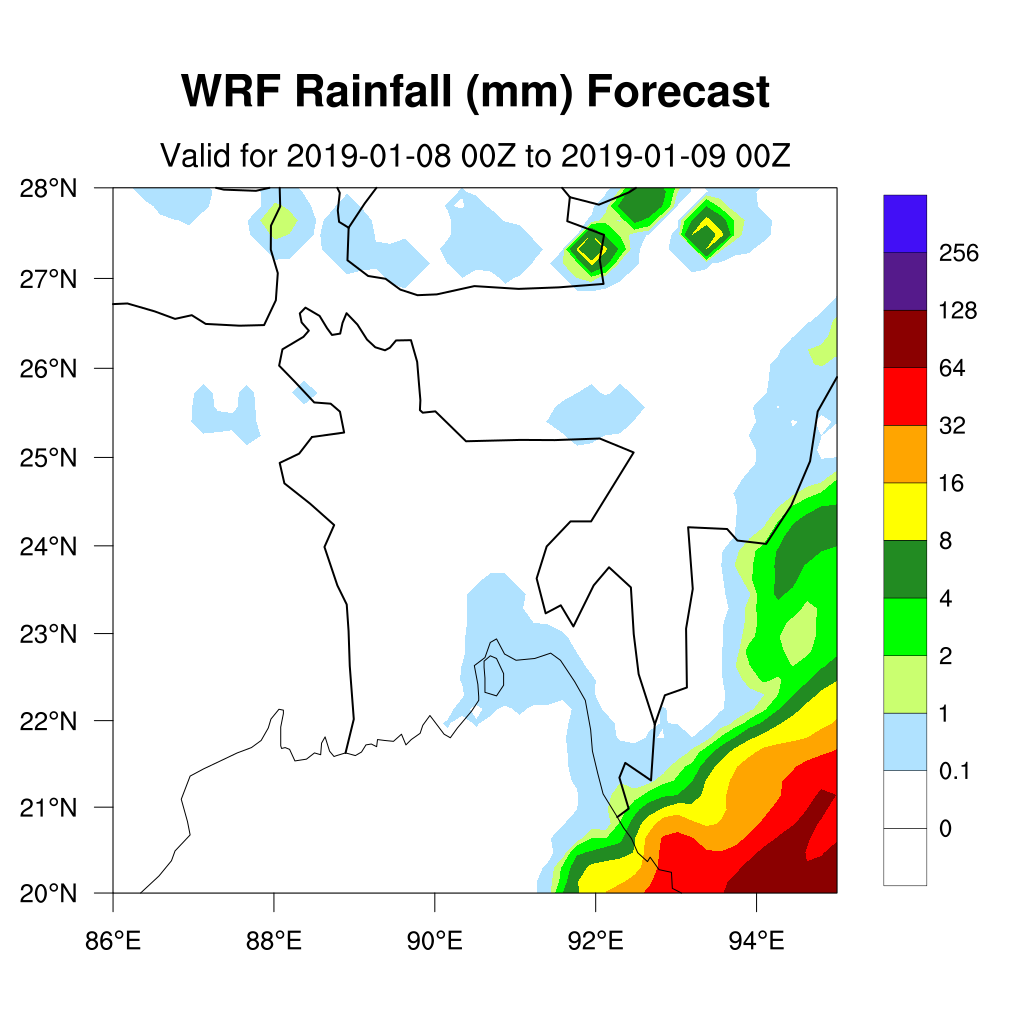 WRF Rainfall (mm) Forecast
Valid for 2019-01-08 00Z to 2019-01-09 00Z
28°N
27°N
26°N
25°N
24°N
23°N
22°N
21°N
20°N
86°E 88°E 90°E 92°E 94°E
256
128
64
32
16
8
4
2
1
0.1
0